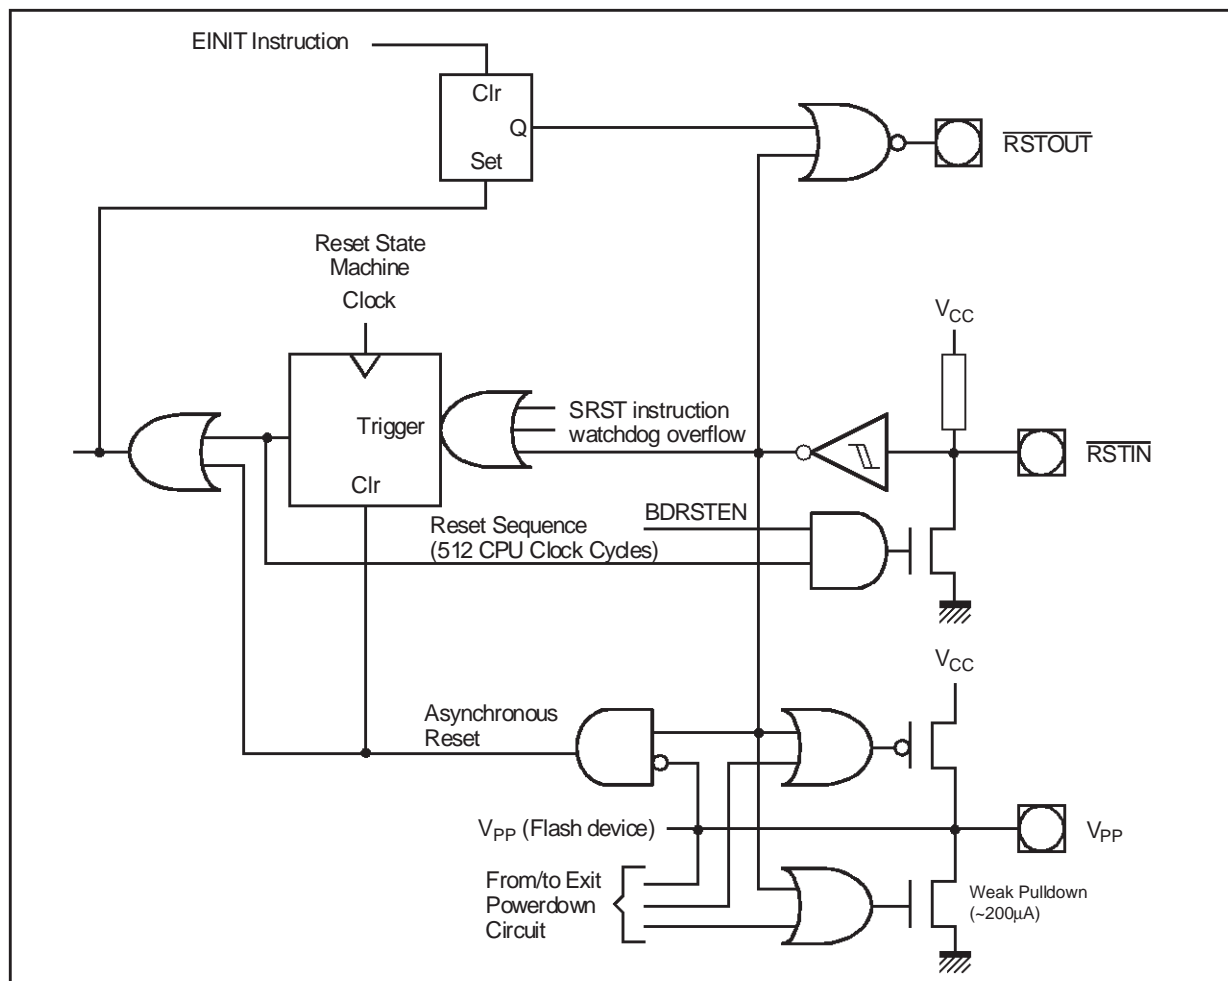 EINIT Instruction
Clr
Q
Set
RSTOUT
Reset State
Machine
Clock
VCC
Trigger
SRST instruction
watchdog overflow
RSTIN
Clr
BDRSTEN
Reset Sequence
(512 CPU Clock Cycles)
VCC
Asynchronous
Reset
VPP (Flash device)
VPP
From/to Exit
Powerdown
Circuit
Weak Pulldown
(~200µA)